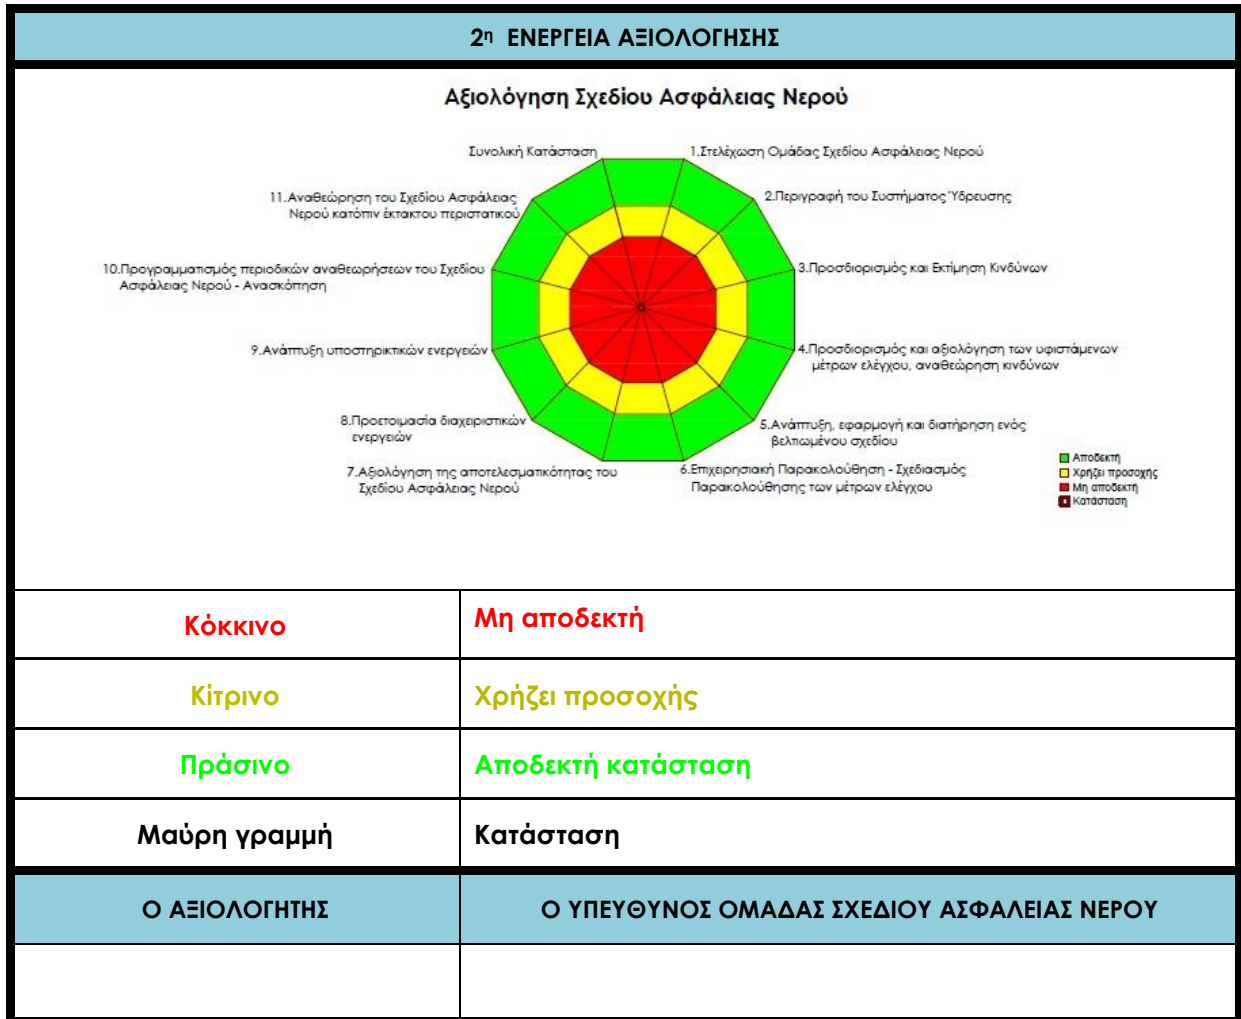 2η ΕΝΕΡΓΕΙΑ ΑΞΙΟΛΟΓΗΣΗΣ
Αξιολόγηση Σχεδίου Ασφάλειας Νερού
Συνολική Κατάσταση
1.Στελέχωση Ομάδας Σχεδίου Ασφάλειας Νερού
11.Αναθεώρηση του Σχεδίου Ασφάλειας
Νερού κατόπιν έκτακτου περιστατικού
2.Περιγραφή του Συστήματος Ύδρευσης
10.Προγραμματισμός περιοδικών αναθεωρήσεων του Σχεδίου
Ασφάλειας Νερού - Ανασκόπηση
3.Προσδιορισμός και Εκτίμηση Κινδύνων
9.Ανάπτυξη υποστηρικτικών ενεργειών
4.Προσδιορισμός και αξιολόγηση των υφιστάμενων
μέτρων ελέγχου, αναθεώρηση κινδύνων
8.Προετοιμασία διαχειριστικών
ενεργειών
5.Ανάπτυξη, εφαρμογή και διατήρηση ενός
βελτιωμένου σχεδίου
7.Αξιολόγηση της αποτελεσματικότητας του
Σχεδίου Ασφάλειας Νερού
6.Επιχειρησιακή Παρακολούθηση - Σχεδιασμός
Παρακολούθησης των μέτρων ελέγχου
Αποδεκτή
Χρήζει προσοχής
Μη αποδεκτή
Κατάσταση
Κόκκινο
Μη αποδεκτή
Κίτρινο
Χρήζει προσοχής
Πράσινο
Αποδεκτή κατάσταση
Μαύρη γραμμή
Κατάσταση
Ο ΑΞΙΟΛΟΓΗΤΗΣ
Ο ΥΠΕΥΘΥΝΟΣ ΟΜΑΔΑΣ ΣΧΕΔΙΟΥ ΑΣΦΑΛΕΙΑΣ ΝΕΡΟΥ